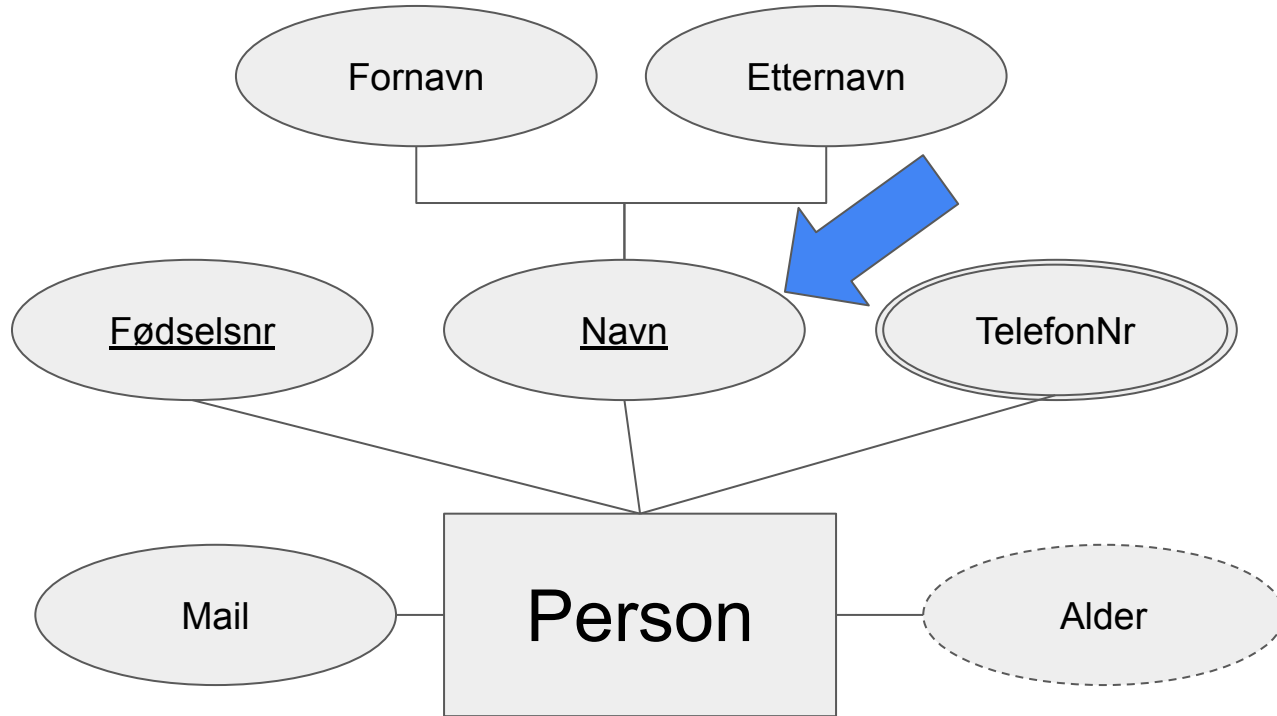 Fornavn
Etternavn
Fødselsnr
Navn
TelefonNr
Mail
Person
Alder